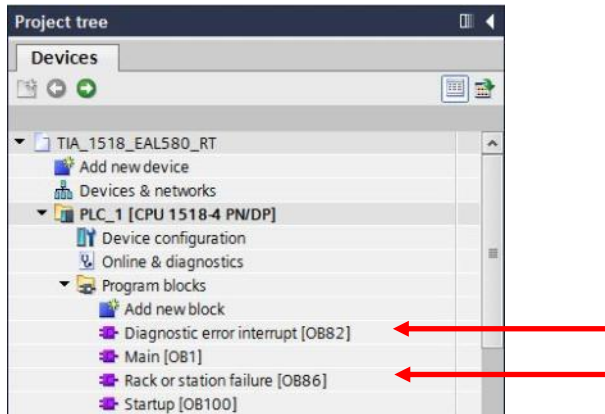 Project tree
Devices
TIA_1518_EAL580_RT
Add new device
Devices & networks
PLC_1 [CPU 1518-4 PN/DP]
Device configuration
Online & diagnostics
Program blocks
Add new block
Diagnostic error interrupt [OB82]
Main [OB1]
Rack or station failure [OB86]
Startup [OB100]